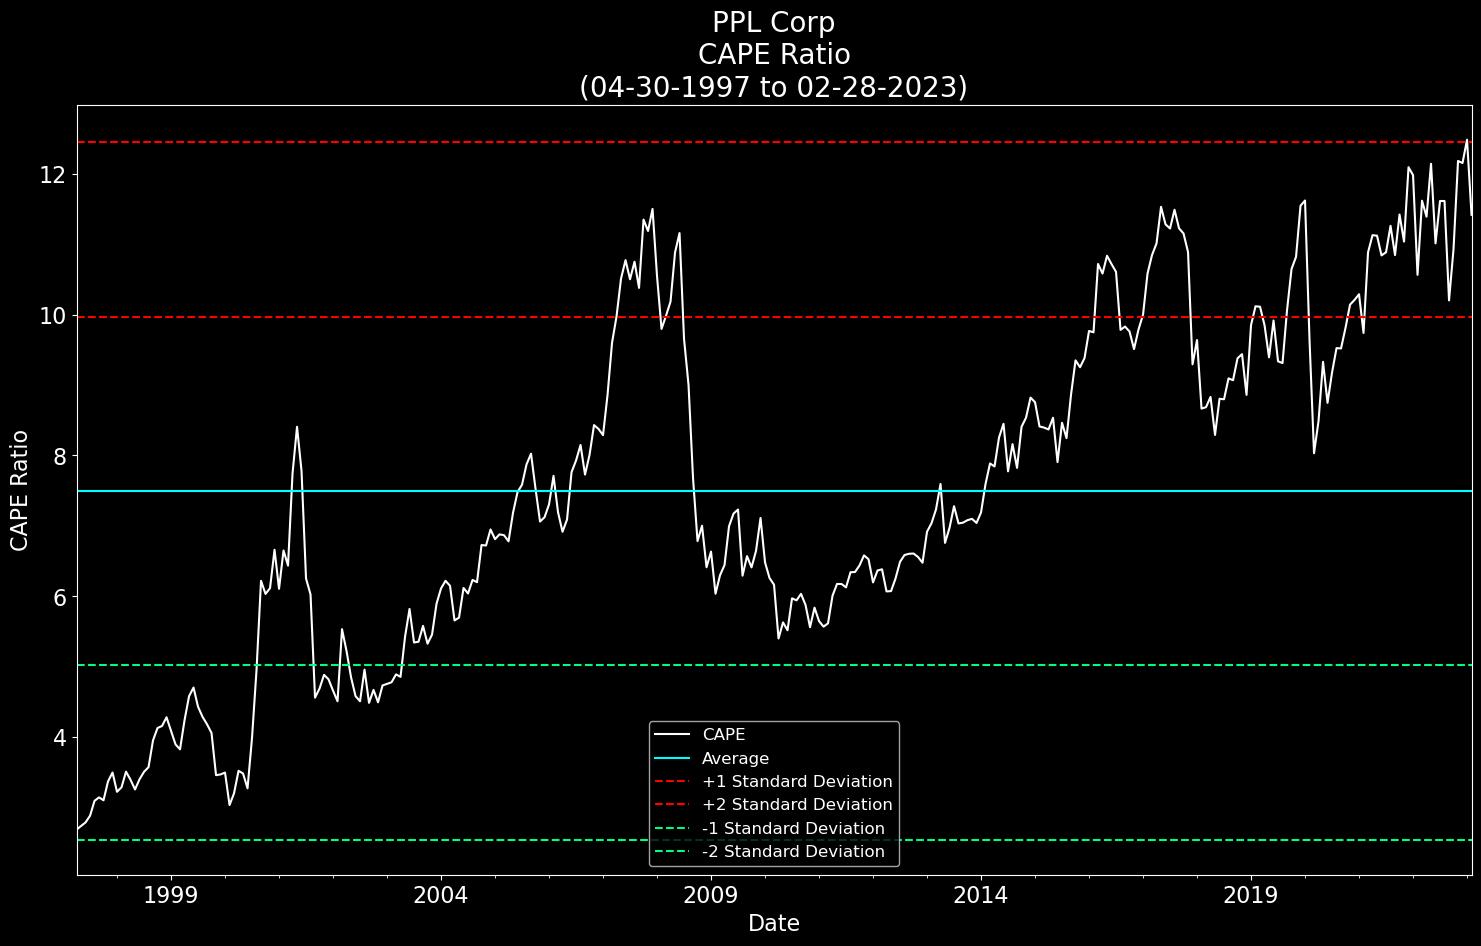 PPL Corp
CAPE Ratio
(04-30-1997 to 02-28-2023)
12
10
8
6
4
CAPE Ratio
CAPE
Average
+1 Standard Deviation
+2 Standard Deviation
-1 Standard Deviation
-2 Standard Deviation
1999
2004
2009
2014
2019
Date